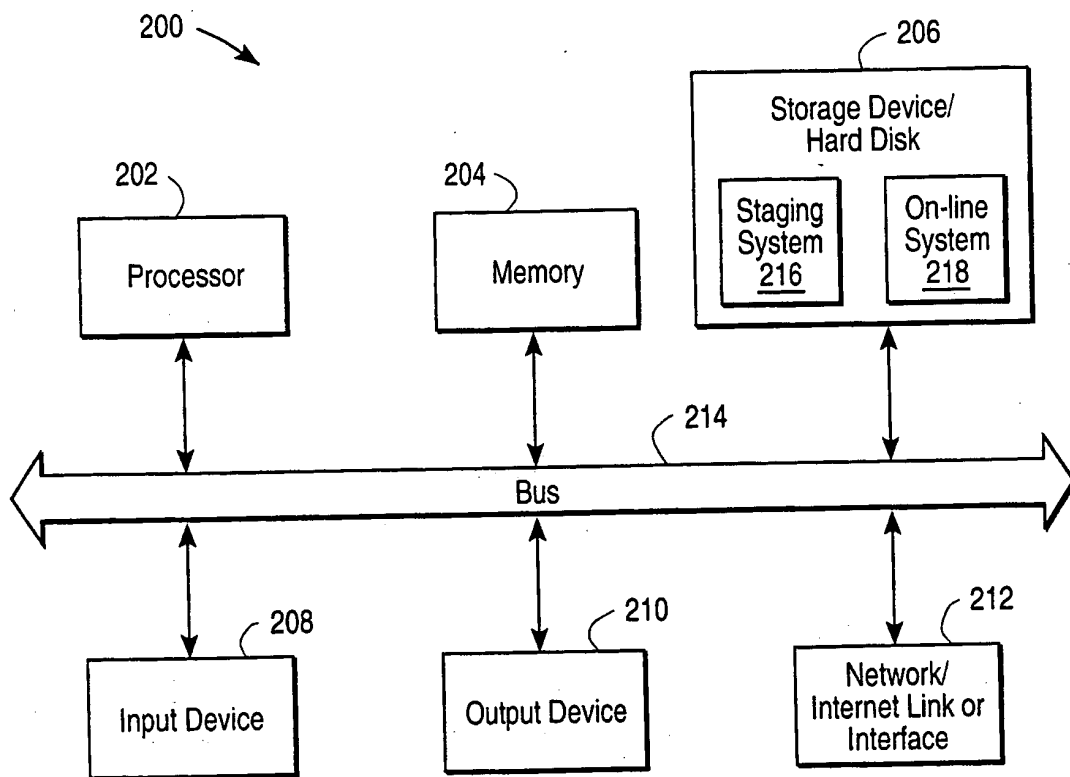 200
206
Storage Device/
Hard Disk
202
204
Staging
System
216
On-line
System
218
Processor
Memory
214
Bus
208
210
212
Input Device
Output Device
Network/
Internet Link or
Interface